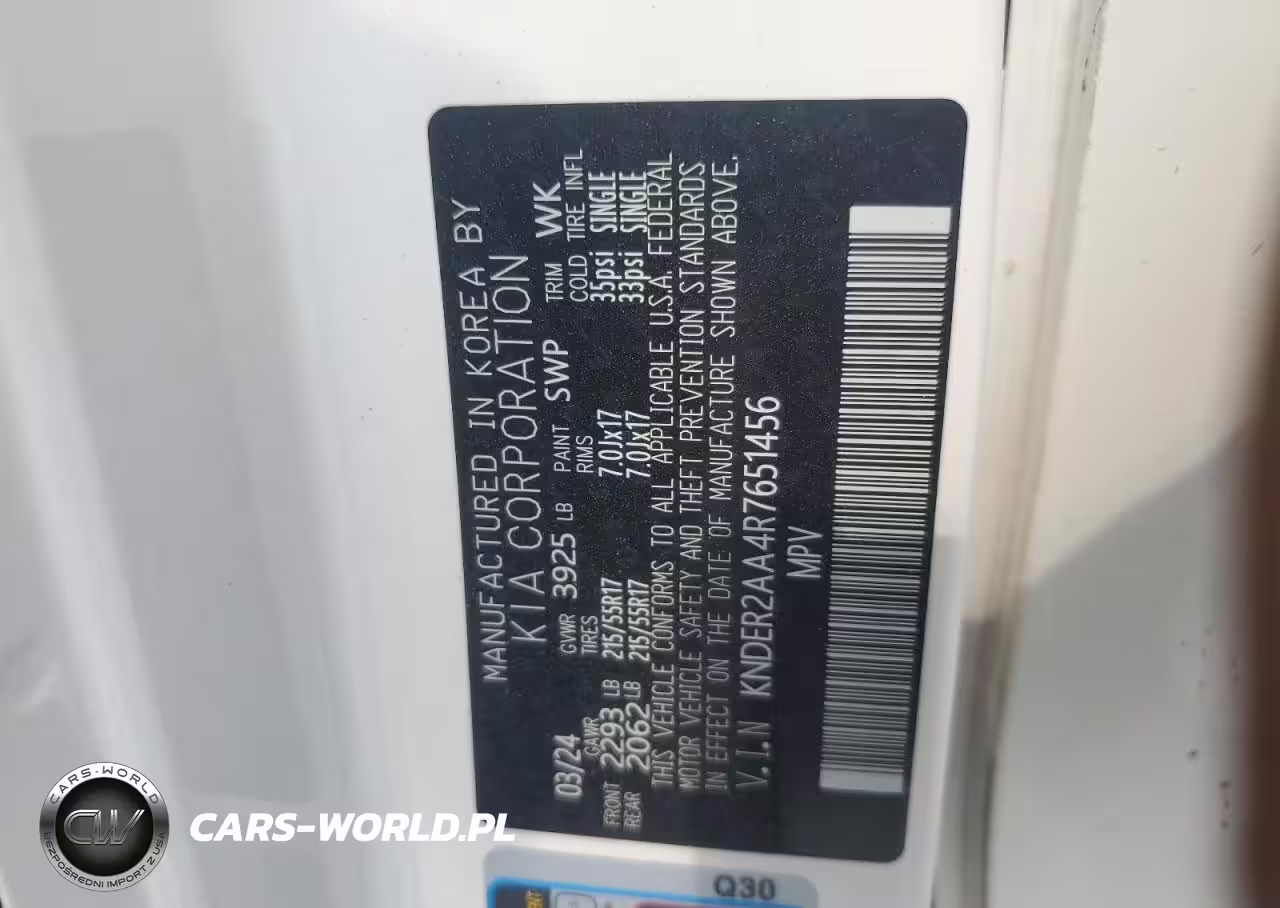 MANUFACTURED IN KOREA BY
KIA CORPORATION
03/24 GVWR 3925 LB PAINT SWP TRIM WK
GAWR TIRES RIMS COLD TIRE INFL
FRONT 2293 LB 215/55R17 7.0Jx17 35psi SINGLE
REAR 2062 LB 215/55R17 7.0Jx17 33psi SINGLE
THIS VEHICLE CONFORMS TO ALL APPLICABLE U.S.A. FEDERAL
MOTOR VEHICLE SAFETY AND THEFT PREVENTION STANDARDS
IN EFFECT ON THE DATE OF MANUFACTURE SHOWN ABOVE.
V.I.N KNDER2AA4R7651456
MPV
Q30
CARS-WORLD
CW
BEZPOŚREDNI IMPORT Z USA
CARS-WORLD.PL